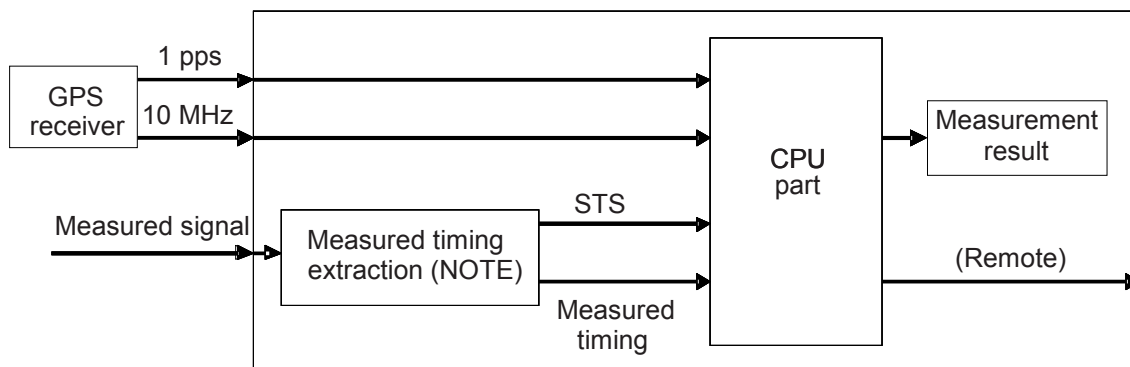 1 pps
GPS
receiver
10 MHz
Measurement
result
CPU
part
STS
Measured signal
Measured timing
extraction (NOTE)
(Remote)
Measured
timing